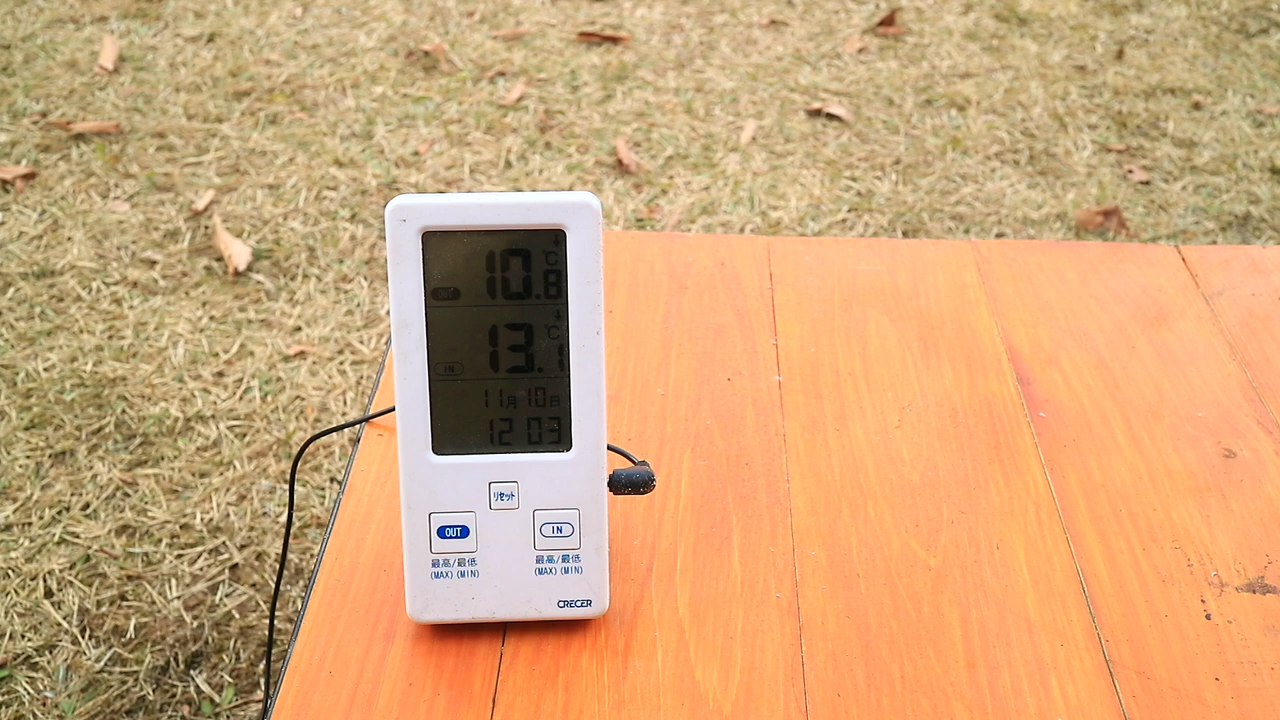 10.8 ℃
OUT
13.1 ℃
IN
11月10日
12 03
リセット
OUT IN
最高/最低 最高/最低
(MAX) (MIN) (MAX) (MIN)
CRECER